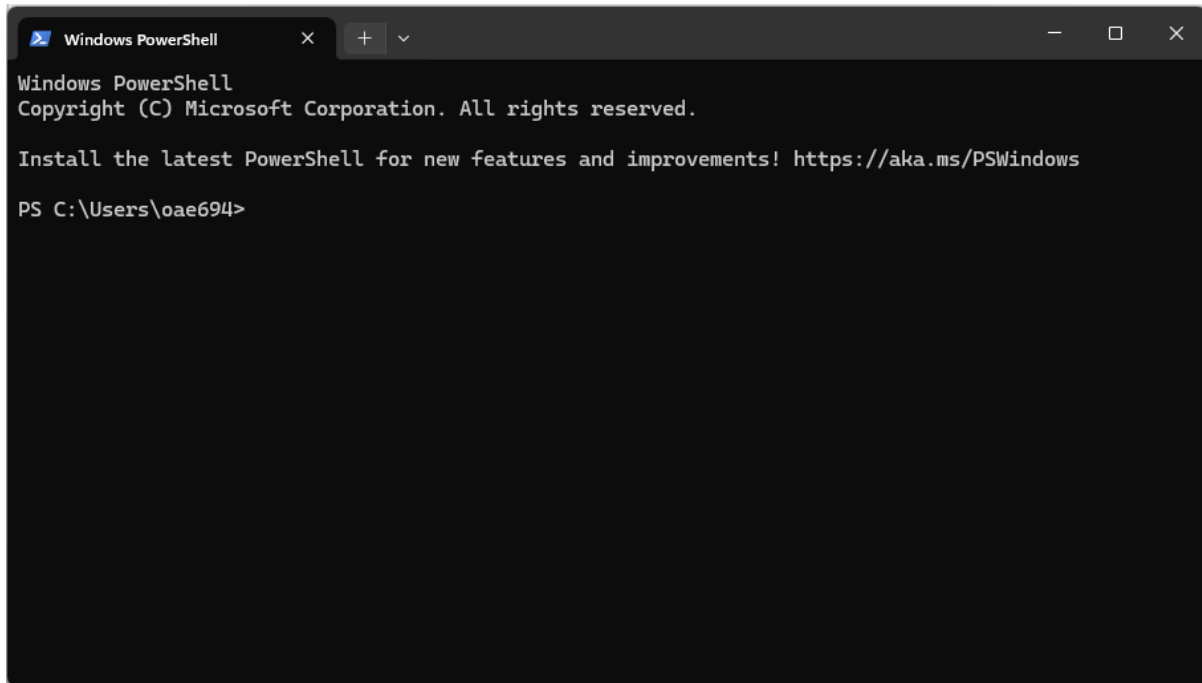 Windows PowerShell
Windows PowerShell
Copyright (C) Microsoft Corporation. All rights reserved.
Install the latest PowerShell for new features and improvements! https://aka.ms/PSWindows
PS C:\Users\oae694>